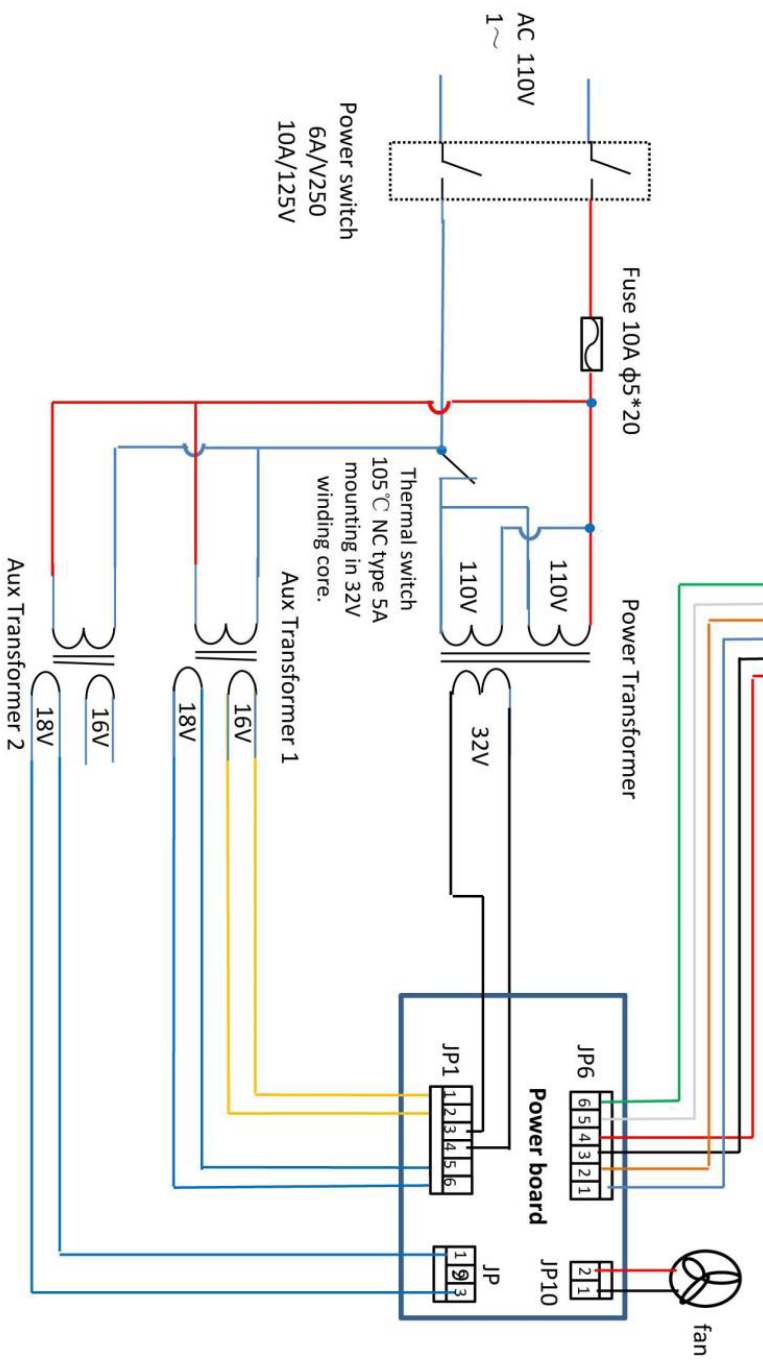 AC 110V
1～
Power switch
6A/V250
10A/125V
Fuse 10A ф5*20
Thermal switch
105℃ NC type 5A
mounting in 32V
winding core.
Power Transformer
110V
110V
32V
Aux Transformer 1
16V
18V
Aux Transformer 2
16V
18V
Power board
JP6
6 5 4 3 2 1
JP10
2 1
JP1
1 2 3 4 5 6
JP
1
3
fan